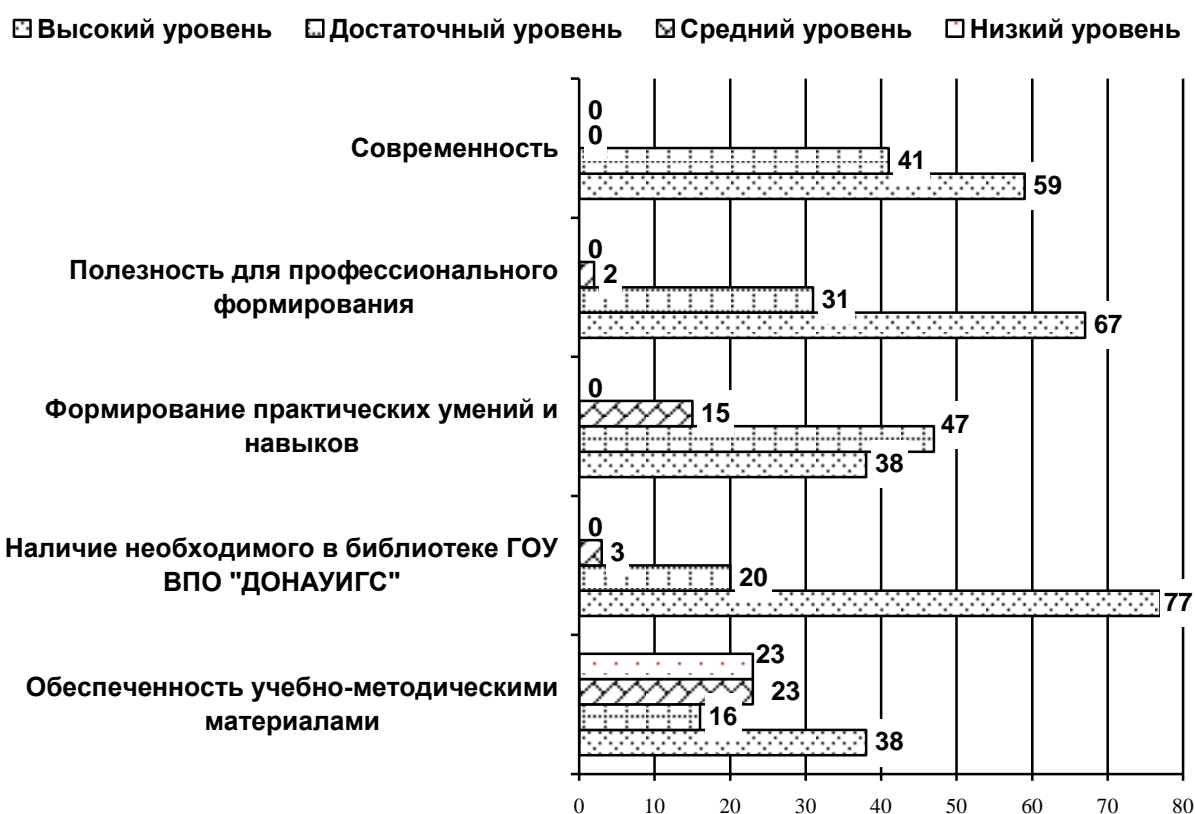 Высокий уровень Достаточный уровень Средний уровень Низкий уровень
0
0
Современность
41
59
0
Полезность для профессионального
формирования
2
31
67
0
Формирование практических умений и
навыков
15
47
38
0
Наличие необходимого в библиотеке ГОУ
ВПО "ДОНАУИГС"
3
20
77
23
Обеспеченность учебно-методическими
материалами
23
16
38
0 10 20 30 40 50 60 70 80